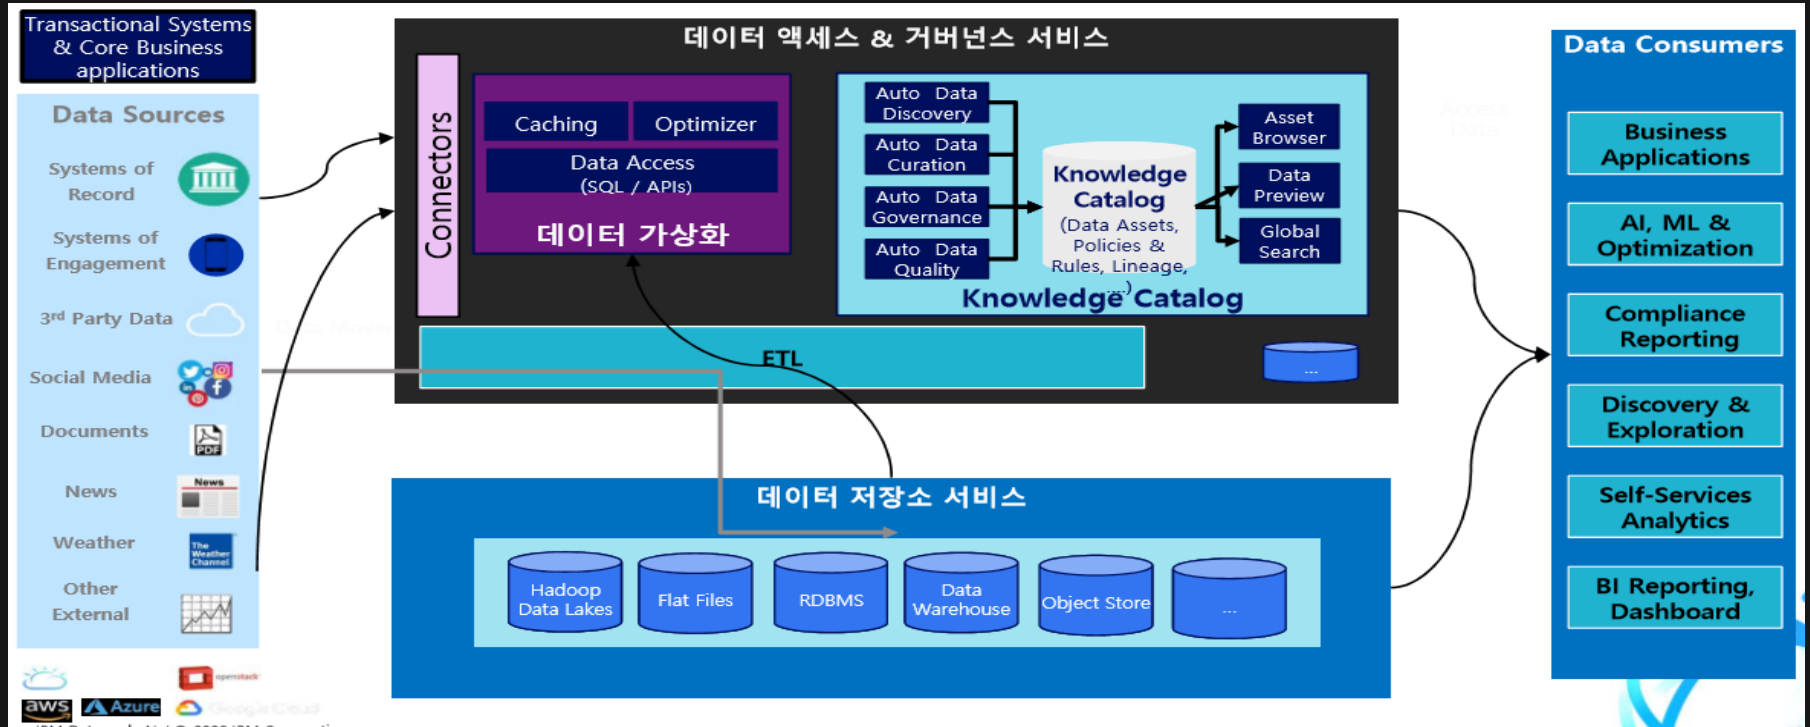 Transactional Systems
& Core Business
applications
Data Sources
Systems of
Record
Systems of
Engagement
3rd Party Data
Social Media
Documents
PDF
News
News
Weather
The
Weather
Channel
Other
External
openstack
aws
Azure
Google Cloud
데이터 액세스 & 거버넌스 서비스
Connectors
Caching
Optimizer
Data Access
(SQL / APIs)
데이터 가상화
Auto Data
Discovery
Auto Data
Curation
Auto Data
Governance
Auto Data
Quality
Knowledge
Catalog
(Data Assets,
Policies &
Rules, Lineage,
...)
Knowledge Catalog
Asset
Browser
Data
Preview
Global
Search
ETL
...
데이터 저장소 서비스
Hadoop
Data Lakes
Flat Files
RDBMS
Data
Warehouse
Object Store
...
Access
Data
Data Consumers
Business
Applications
AI, ML &
Optimization
Compliance
Reporting
Discovery &
Exploration
Self-Services
Analytics
BI Reporting,
Dashboard